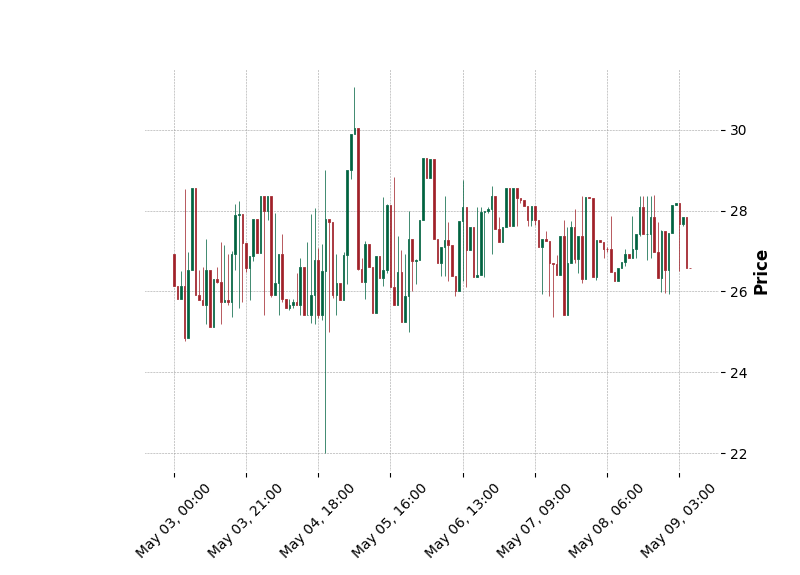 30
28
26
24
22
Price
May 03, 00:00
May 03, 21:00
May 04, 18:00
May 05, 16:00
May 06, 13:00
May 07, 09:00
May 08, 06:00
May 09, 03:00